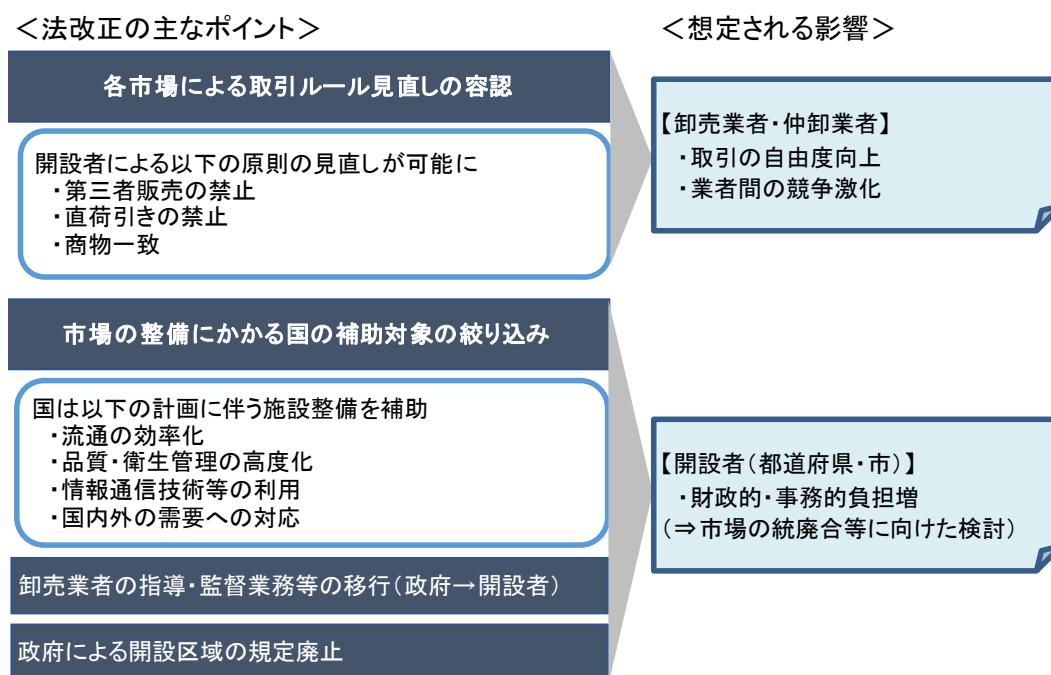 ＜法改正の主なポイント＞
各市場による取引ルール見直しの容認
開設者による以下の原則の見直しが可能に
・第三者販売の禁止
・直荷引きの禁止
・商物一致
市場の整備にかかる国の補助対象の絞り込み
国は以下の計画に伴う施設整備を補助
・流通の効率化
・品質・衛生管理の高度化
・情報通信技術等の利用
・国内外の需要への対応
卸売業者の指導・監督業務等の移行（政府→開設者）
政府による開設区域の規定廃止
＜想定される影響＞
【卸売業者・仲卸業者】
・取引の自由度向上
・業者間の競争激化
【開設者（都道府県・市）】
・財政的・事務的負担増
（⇒市場の統廃合等に向けた検討）